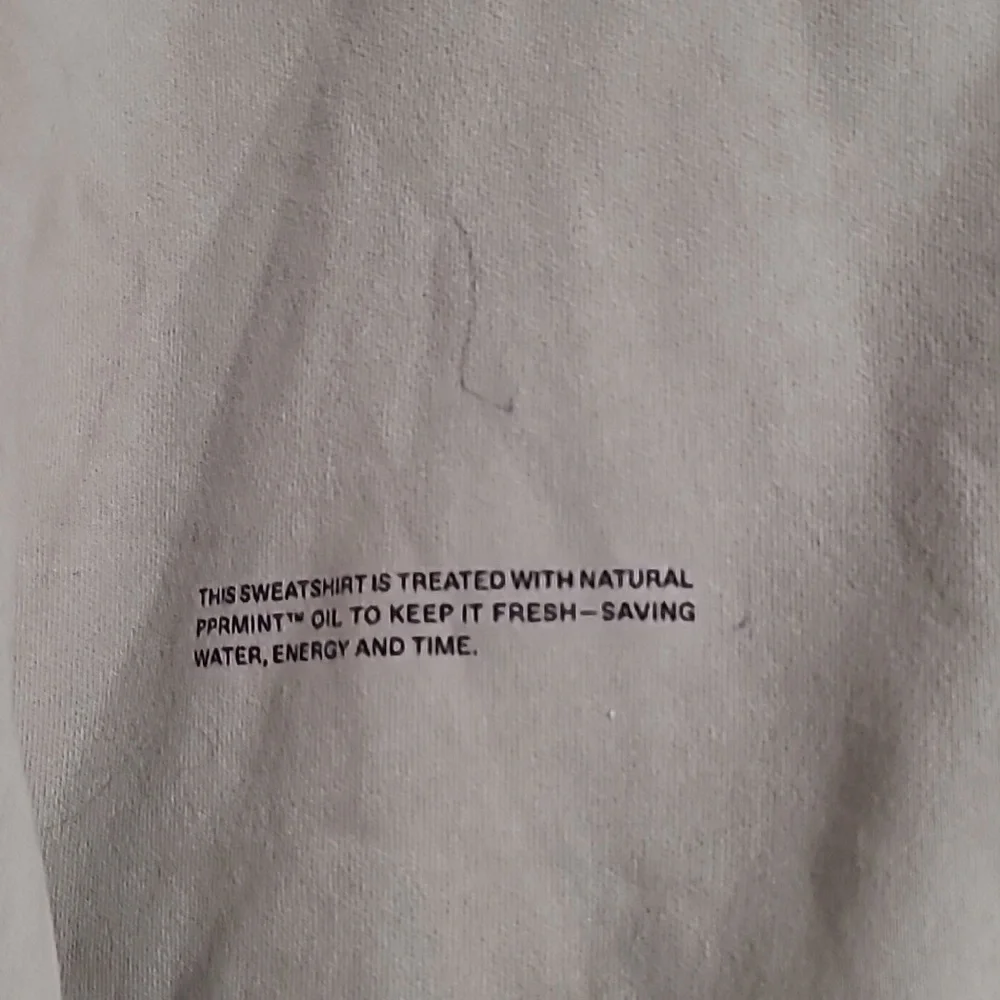 THIS SWEATSHIRT IS TREATED WITH NATURAL
PPRMINT™ OIL TO KEEP IT FRESH—SAVING
WATER, ENERGY AND TIME.